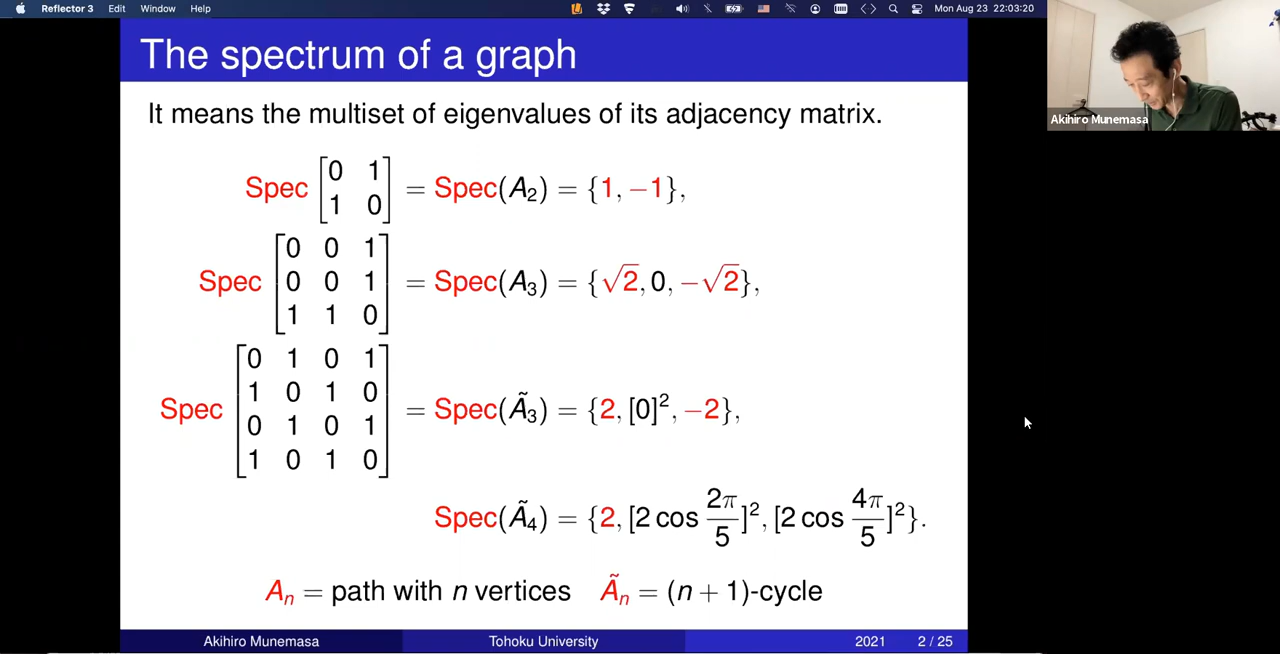 Reflector 3 Edit Window Help Mon Aug 23 22:03:20
The spectrum of a graph
It means the multiset of eigenvalues of its adjacency matrix.
Spec [0 1
1 0] = Spec(A₂) = {1, −1},
Spec [0 0 1
0 0 1
1 1 0] = Spec(A₃) = {√2, 0, −√2},
Spec [0 1 0 1
1 0 1 0
0 1 0 1
1 0 1 0] = Spec(Ã₃) = {2, [0]², −2},
Spec(Ã₄) = {2, [2 cos 2π/5]², [2 cos 4π/5]²}.
Aₙ = path with n vertices Ãₙ = (n + 1)-cycle
Akihiro Munemasa Tohoku University 2021 2 / 25
Akihiro Munemasa